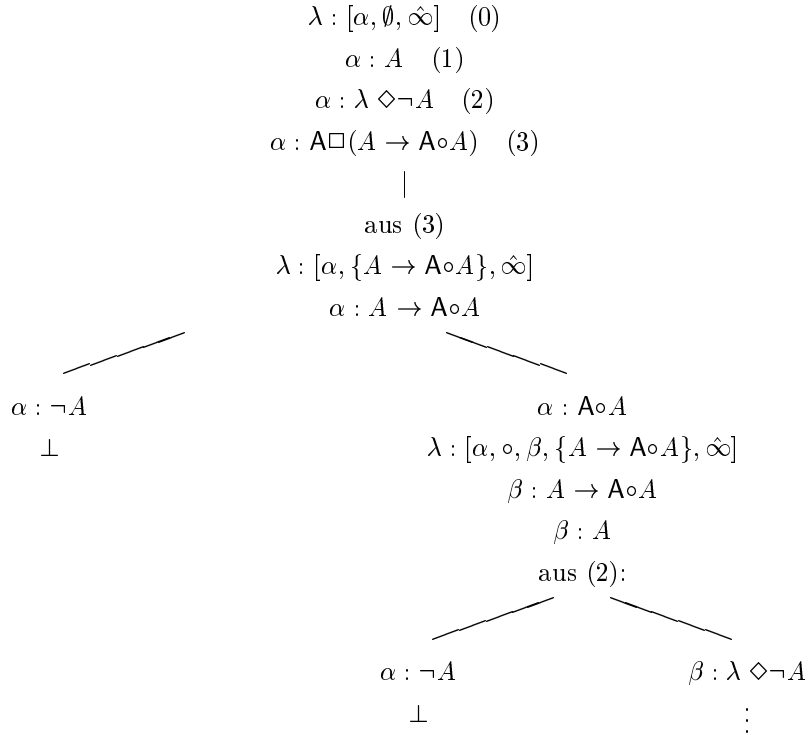 λ : [α, ∅, ∞̂] (0)
α : A (1)
α : λ ◇¬A (2)
α : A□(A → A∘A) (3)
aus (3)
λ : [α, {A → A∘A}, ∞̂]
α : A → A∘A
α : ¬A
⊥
α : A∘A
λ : [α, ∘, β, {A → A∘A}, ∞̂]
β : A → A∘A
β : A
aus (2):
α : ¬A
⊥
β : λ ◇¬A
⋮